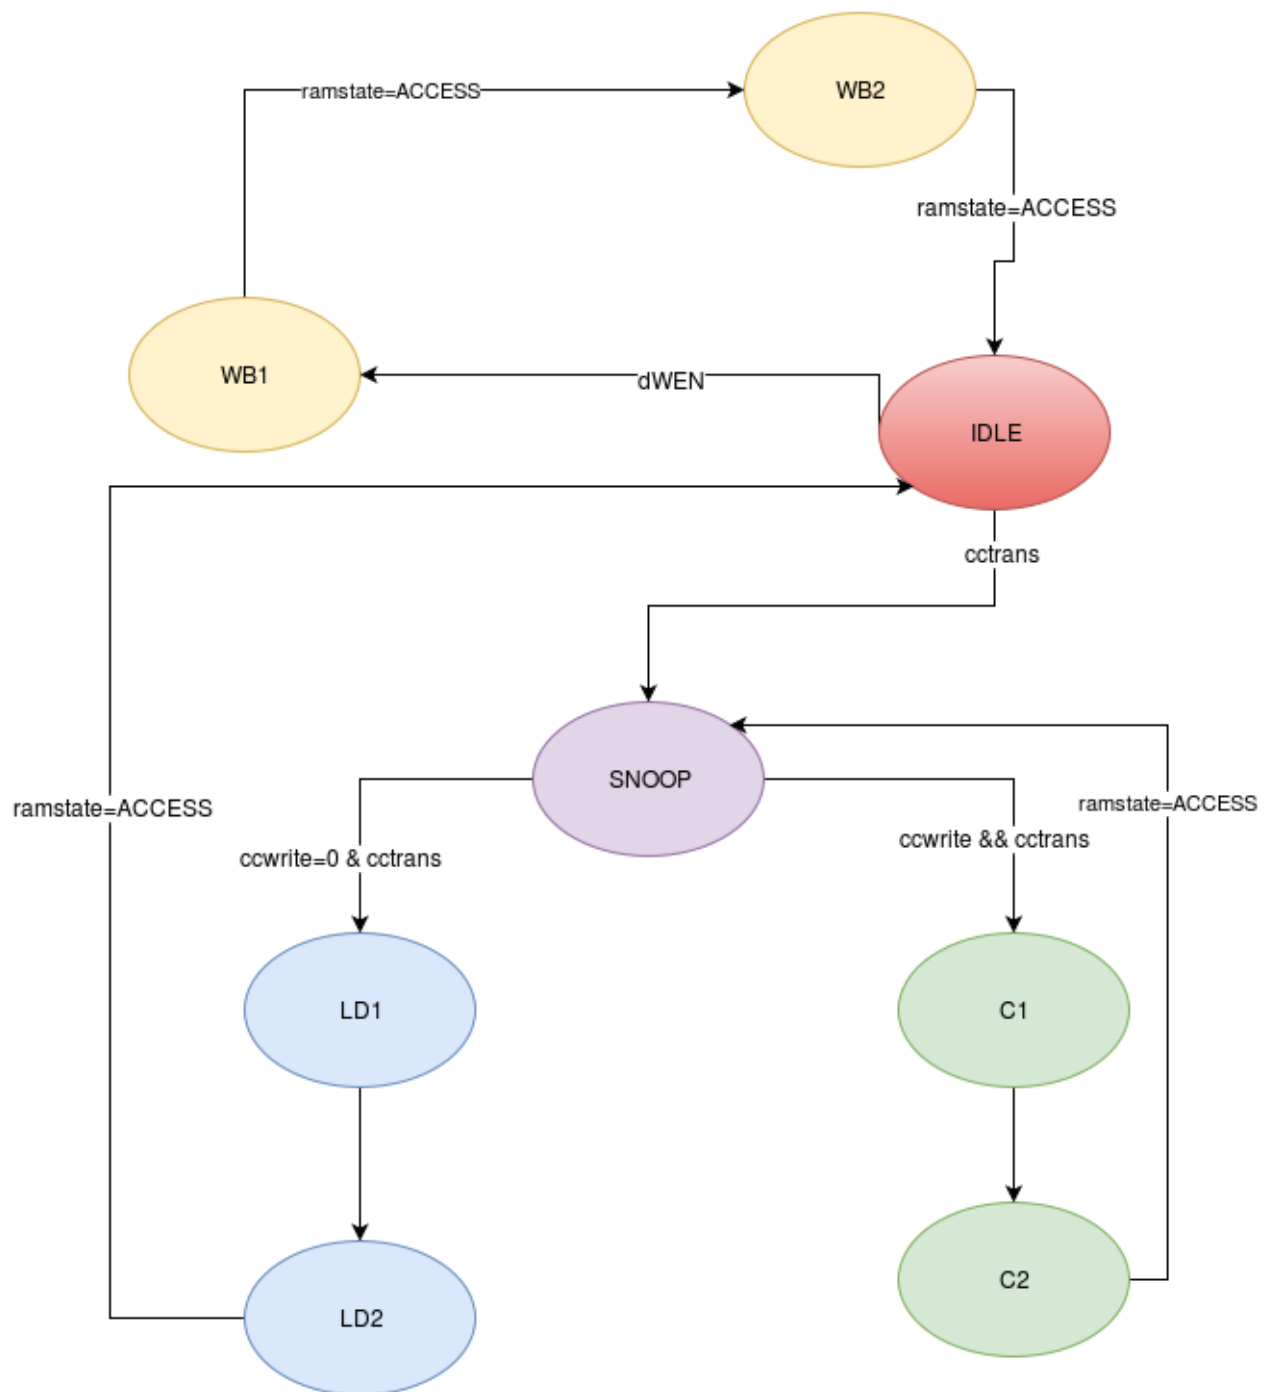 WB2
ramstate=ACCESS
ramstate=ACCESS
WB1
dWEN
IDLE
cctrans
SNOOP
ramstate=ACCESS
ramstate=ACCESS
ccwrite=0 & cctrans
ccwrite && cctrans
LD1
C1
C2
LD2